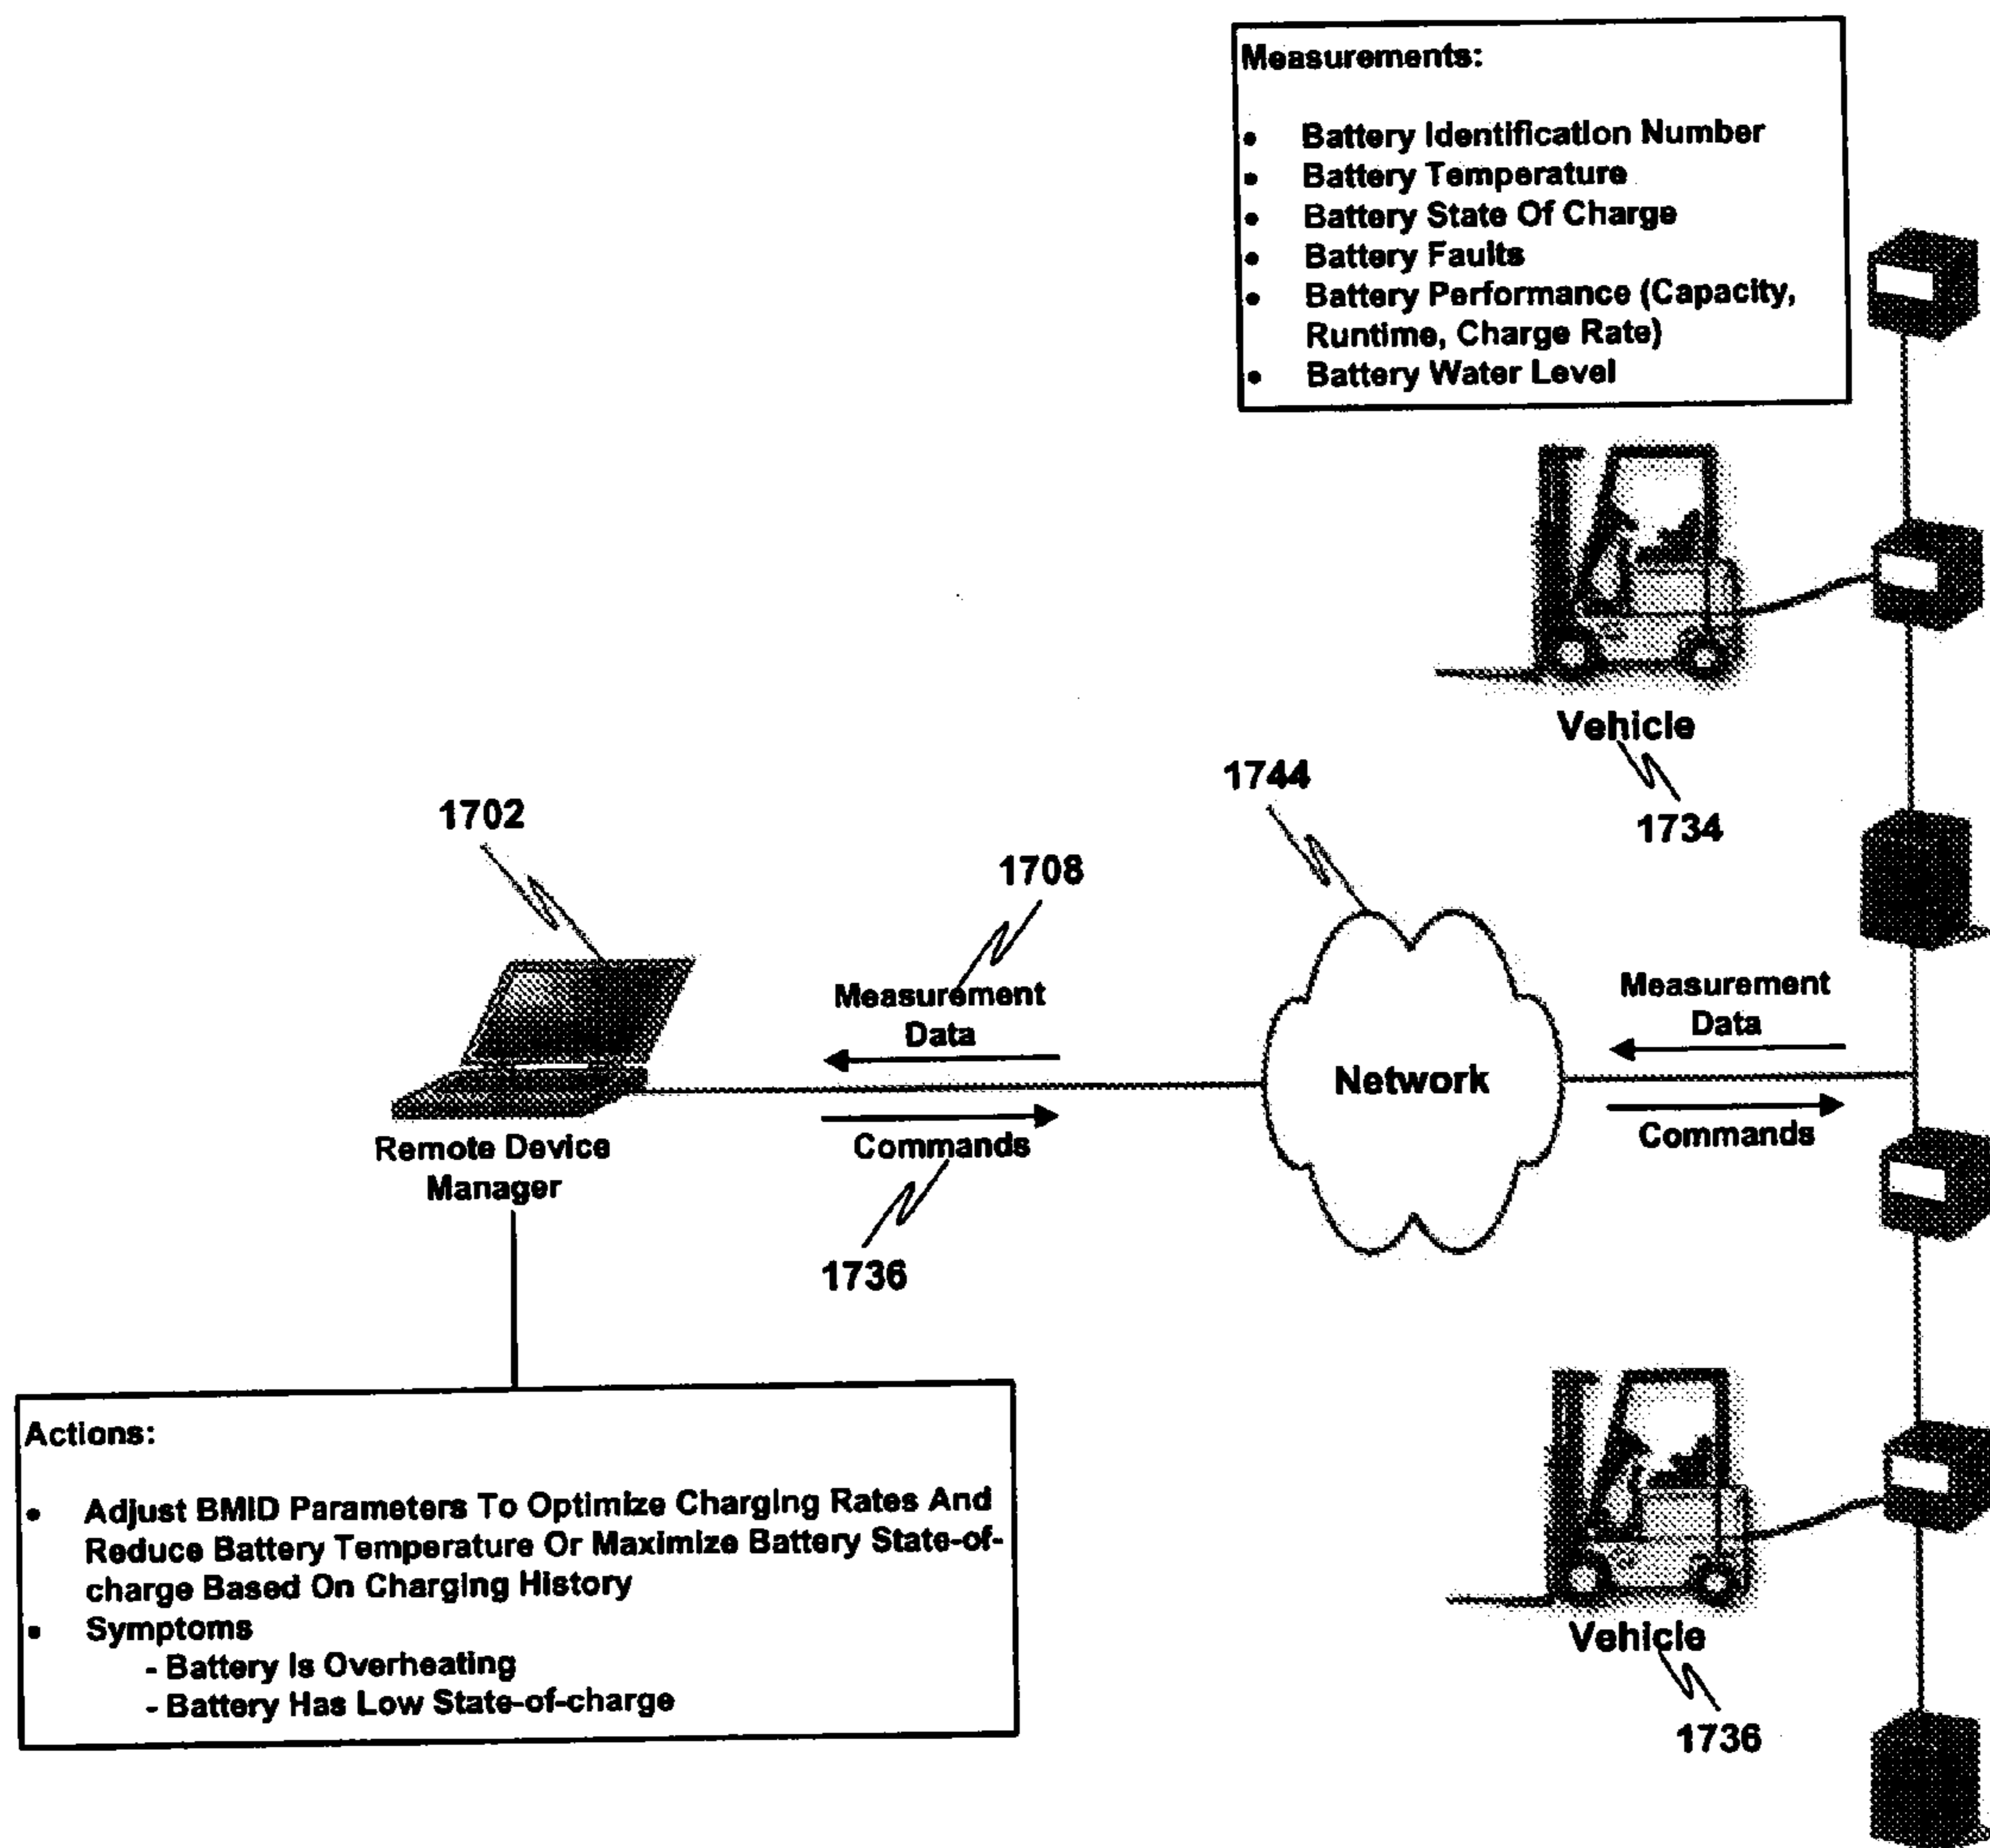 Measurements:
• Battery Identification Number
• Battery Temperature
• Battery State Of Charge
• Battery Faults
• Battery Performance (Capacity,
Runtime, Charge Rate)
• Battery Water Level
Vehicle
1734
1744
1702
1708
Measurement
Data
Measurement
Data
Network
Commands
Commands
Remote Device
Manager
1736
Actions:
• Adjust BMID Parameters To Optimize Charging Rates And
Reduce Battery Temperature Or Maximize Battery State-of-
charge Based On Charging History
• Symptoms
- Battery Is Overheating
- Battery Has Low State-of-charge
Vehicle
1736